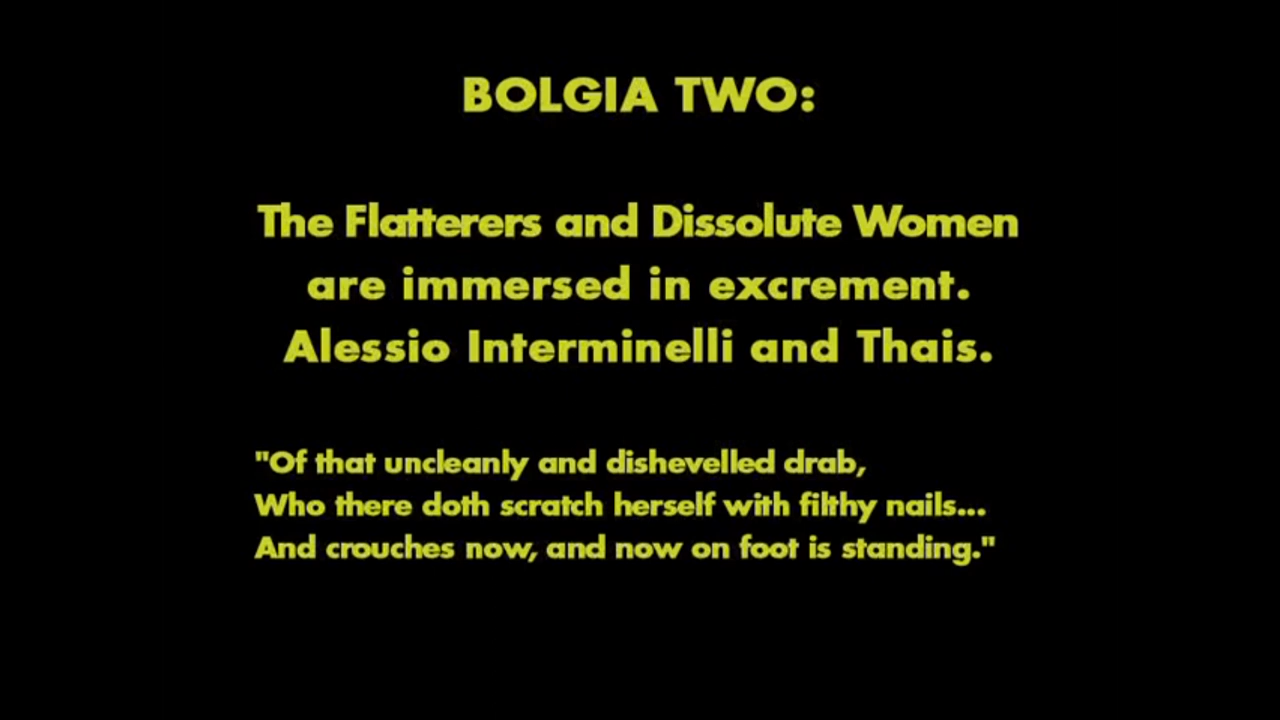 BOLGIA TWO:
The Flatterers and Dissolute Women
are immersed in excrement.
Alessio Interminelli and Thais.
"Of that uncleanly and dishevelled drab,
Who there doth scratch herself with filthy nails...
And crouches now, and now on foot is standing."